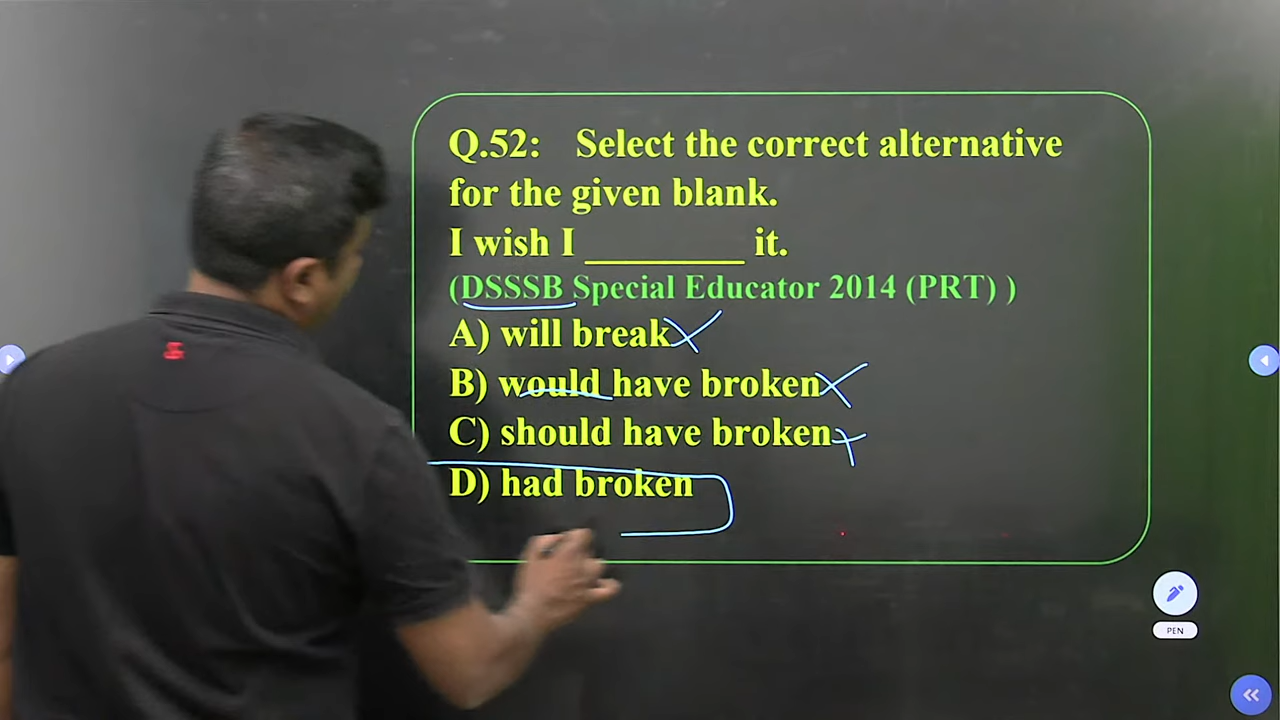 Q.52: Select the correct alternative
for the given blank.
I wish I ________ it.
(DSSSB Special Educator 2014 (PRT) )
A) will break
B) would have broken
C) should have broken
D) had broken
PEN